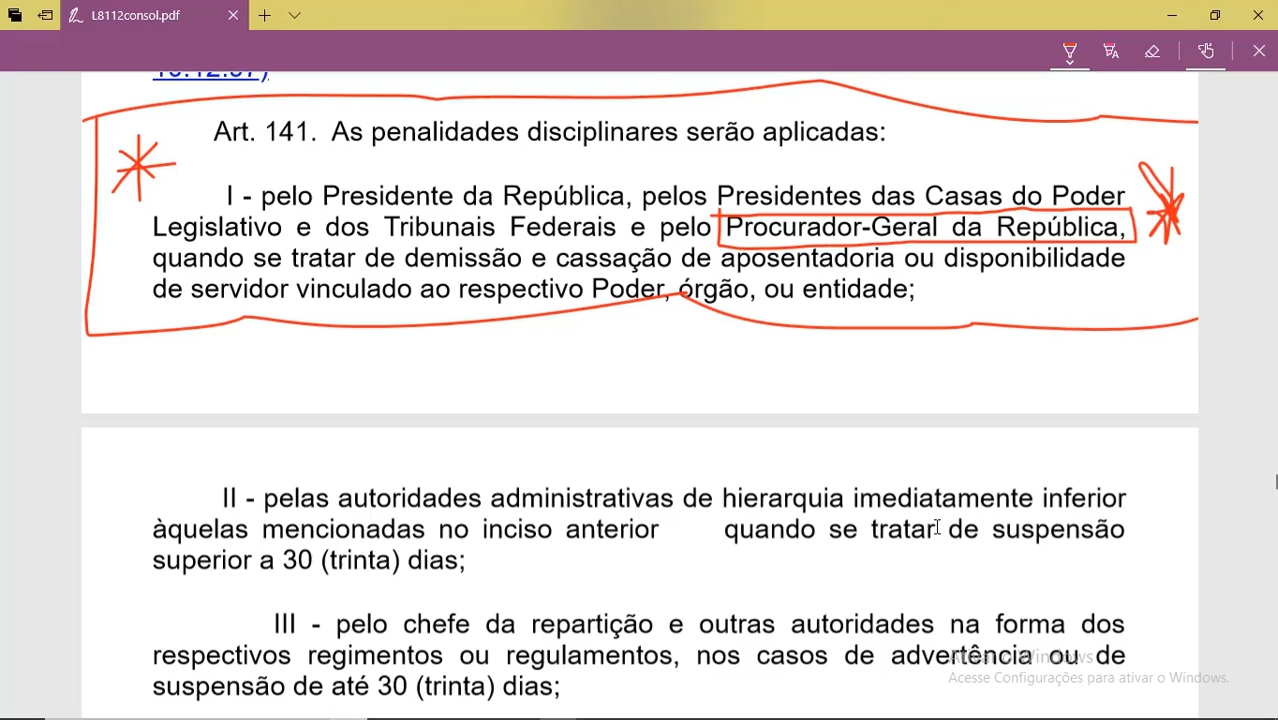 L8112consol.pdf
10.12.97)
Art. 141. As penalidades disciplinares serão aplicadas:
I - pelo Presidente da República, pelos Presidentes das Casas do Poder
Legislativo e dos Tribunais Federais e pelo Procurador-Geral da República,
quando se tratar de demissão e cassação de aposentadoria ou disponibilidade
de servidor vinculado ao respectivo Poder, órgão, ou entidade;
II - pelas autoridades administrativas de hierarquia imediatamente inferior
àquelas mencionadas no inciso anterior quando se tratar de suspensão
superior a 30 (trinta) dias;
III - pelo chefe da repartição e outras autoridades na forma dos
respectivos regimentos ou regulamentos, nos casos de advertência ou de
suspensão de até 30 (trinta) dias;
Ativar o Windows
Acesse Configurações para ativar o Windows.